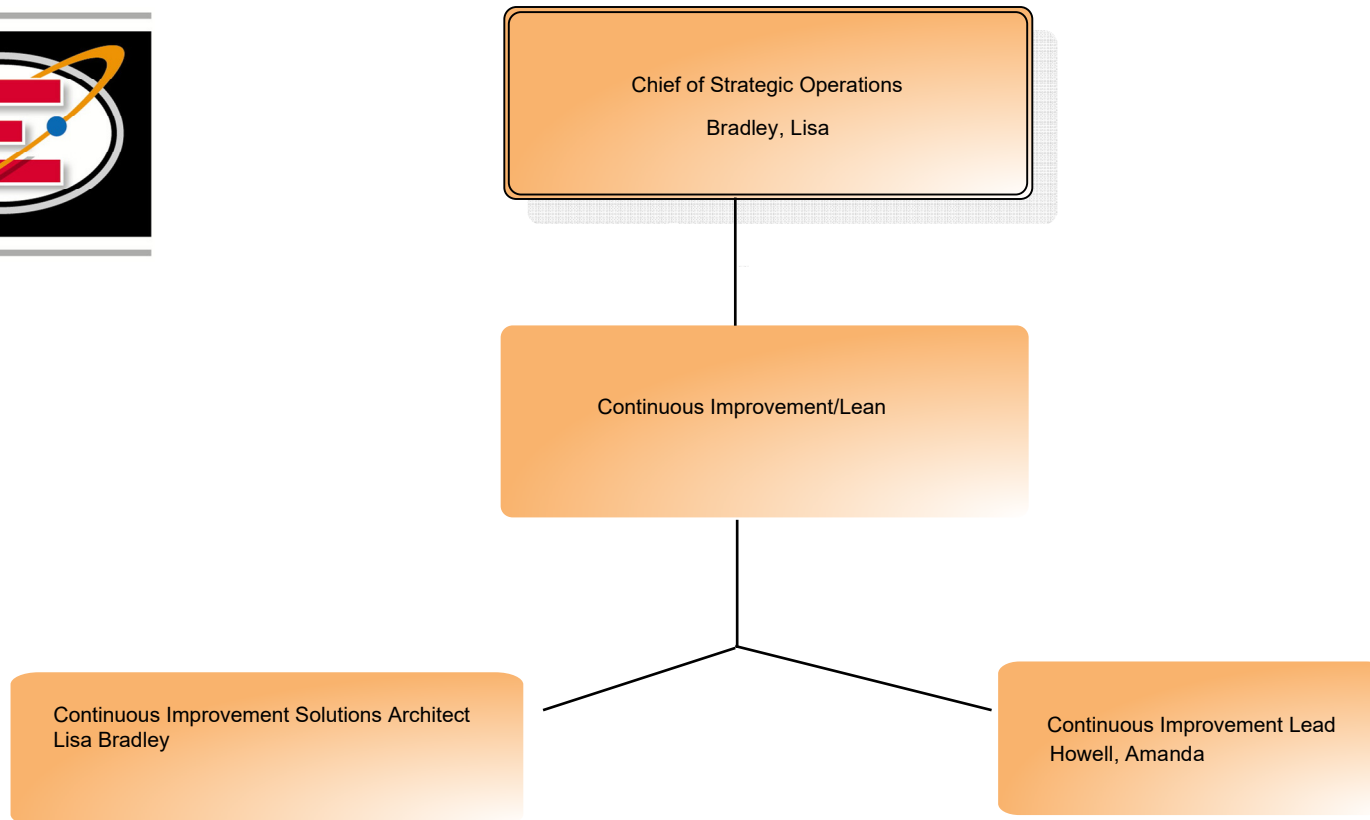 Chief of Strategic Operations
Bradley, Lisa
Continuous Improvement/Lean
Continuous Improvement Solutions Architect
Lisa Bradley
Continuous Improvement Lead
Howell, Amanda